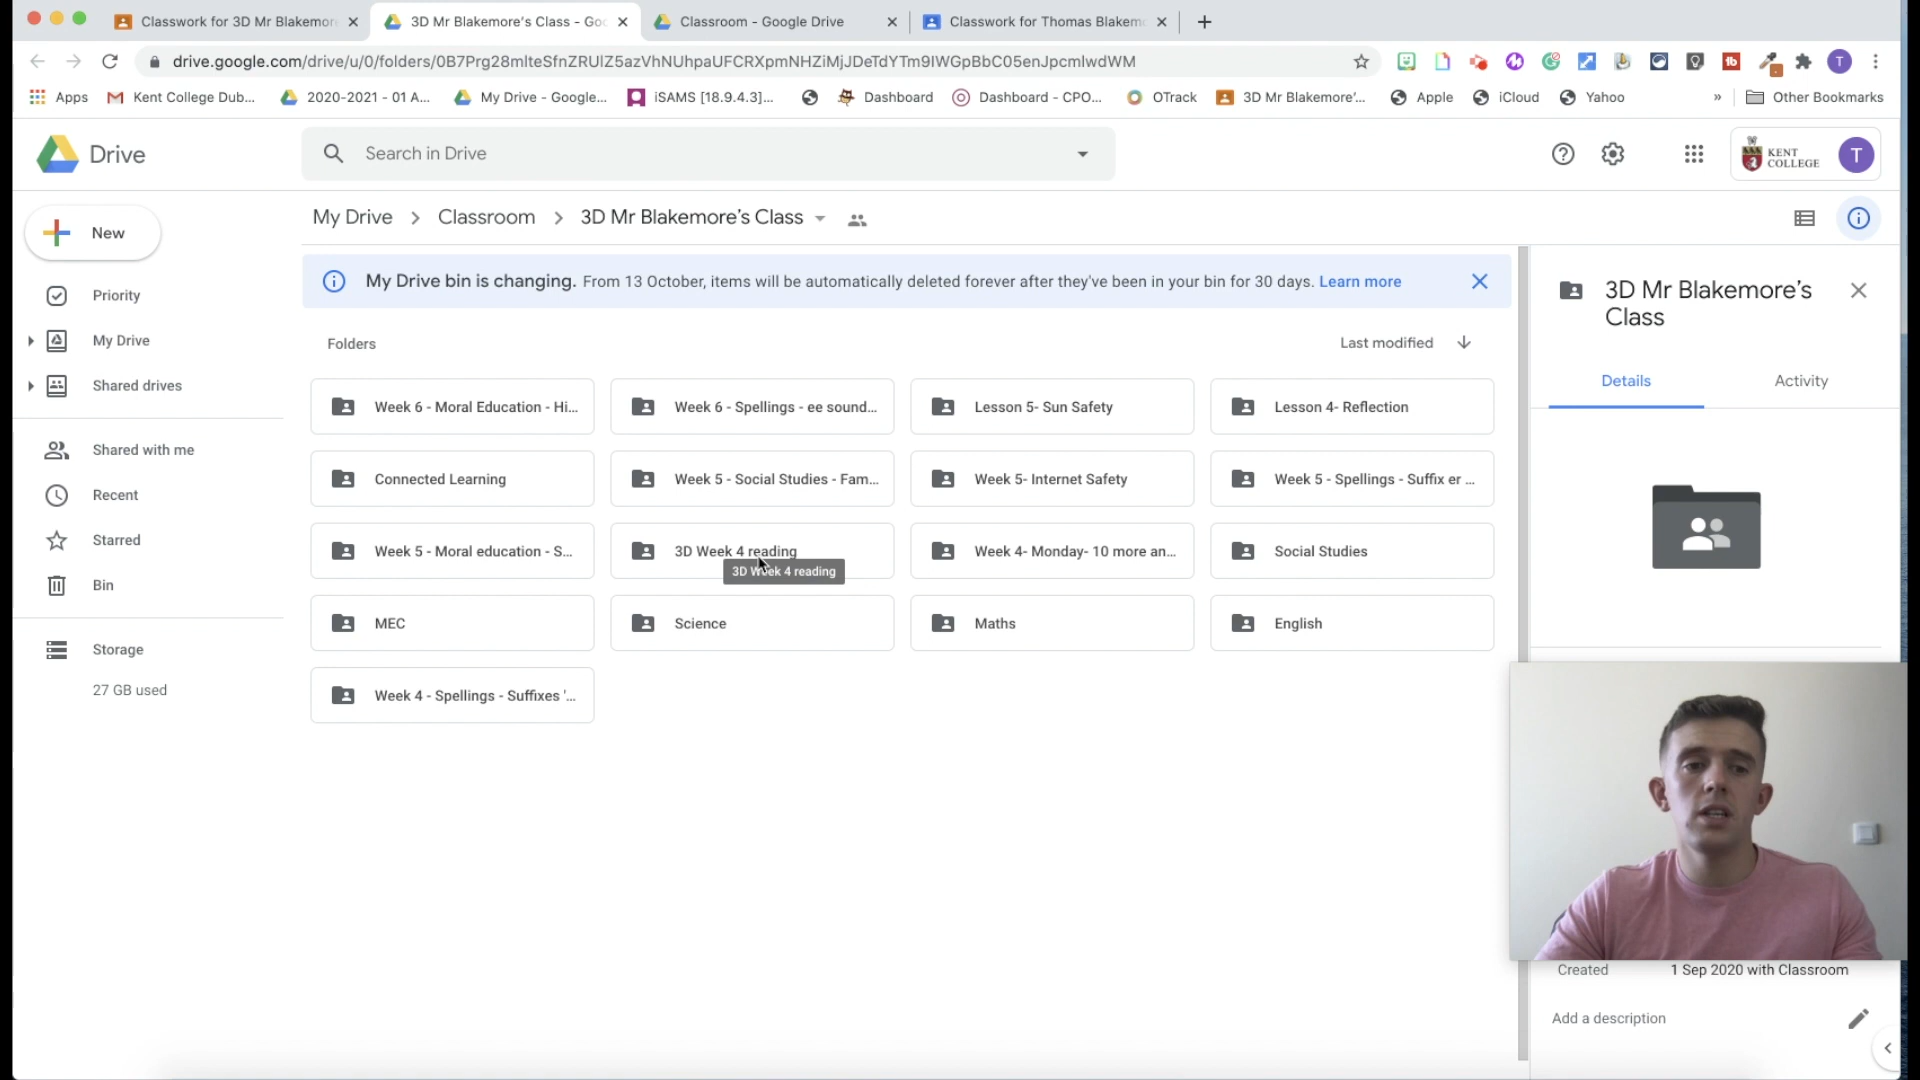 Classwork for 3D Mr Blakemor
3D Mr Blakemore's Class - Goo
Classroom - Google Drive
Classwork for Thomas Blakem
drive.google.com/drive/u/0/folders/0B7Prg28mlteSfnZRUlZ5azVhNUhpaUFCRXpmNHZiMjJDeTdYTm9IWGpBbC05enJpcmlwdWM
Apps
Kent College Dub...
2020-2021 - 01 A...
My Drive - Google...
iSAMS [18.9.4.3]...
Dashboard
Dashboard - CPO...
OTrack
3D Mr Blakemore'...
Apple
iCloud
Yahoo
»
Other Bookmarks
Drive
Search in Drive
KENT
COLLEGE
T
New
My Drive > Classroom > 3D Mr Blakemore's Class
My Drive bin is changing. From 13 October, items will be automatically deleted forever after they've been in your bin for 30 days. Learn more
Priority
My Drive
Shared drives
Shared with me
Recent
Starred
Bin
Storage
27 GB used
Folders
Last modified
Week 6 - Moral Education - Hi...
Week 6 - Spellings - ee sound...
Lesson 5- Sun Safety
Lesson 4- Reflection
Connected Learning
Week 5 - Social Studies - Fam...
Week 5- Internet Safety
Week 5 - Spellings - Suffix er ...
Week 5 - Moral education - S...
3D Week 4 reading
3D Week 4 reading
Week 4- Monday- 10 more an...
Social Studies
MEC
Science
Maths
English
Week 4 - Spellings - Suffixes '...
3D Mr Blakemore's
Class
Details
Activity
Created
1 Sep 2020 with Classroom
Add a description